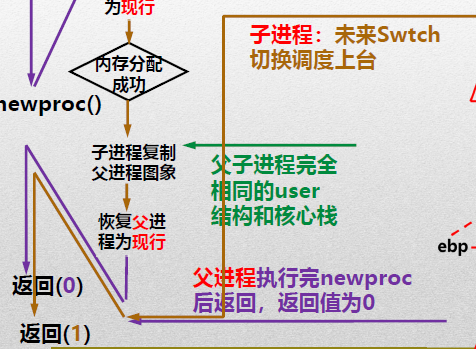 为现行
子进程：未来Swtch
切换调度上台
内存分配
成功
newproc()
子进程复制
父进程图象
父子进程完全
相同的user
结构和核心栈
恢复父进
程为现行
ebp
父进程执行完newproc
后返回，返回值为0
返回(0)
返回(1)